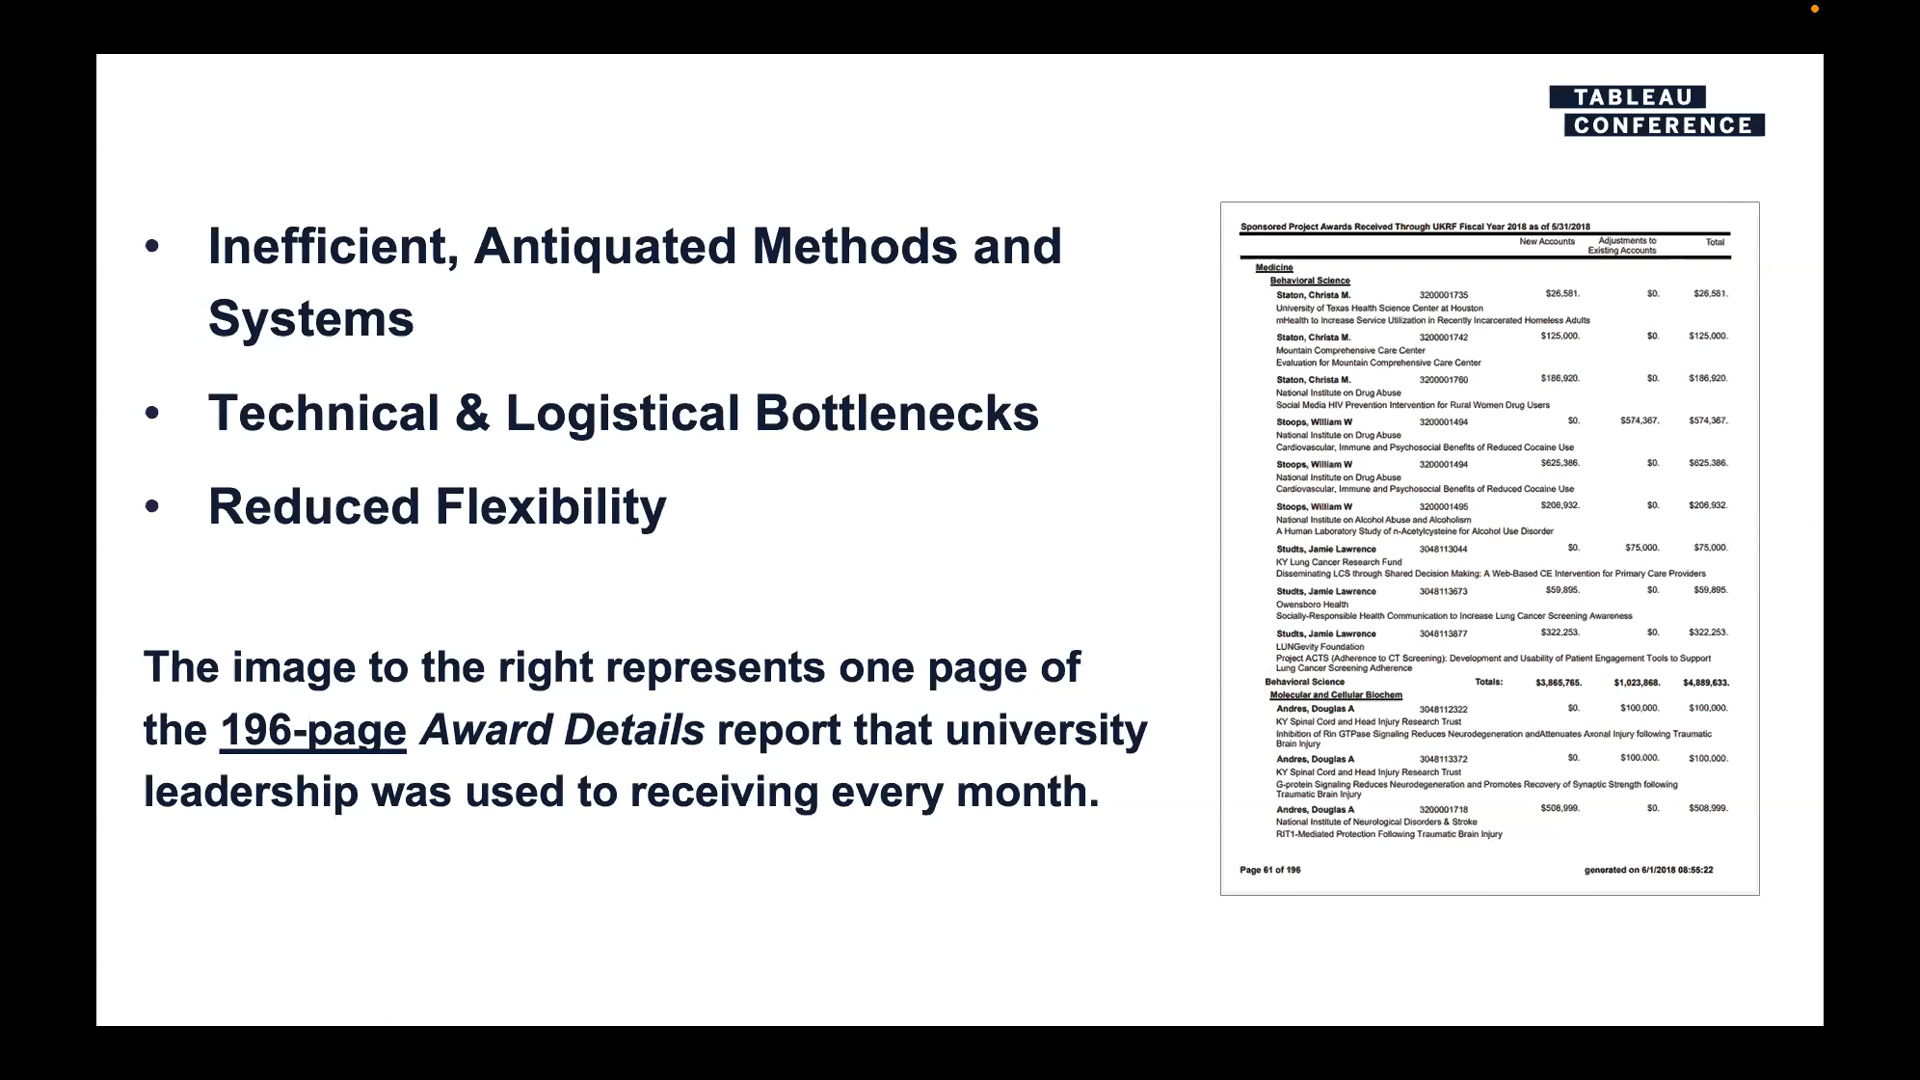 TABLEAU
CONFERENCE
• Inefficient, Antiquated Methods and
Systems
• Technical & Logistical Bottlenecks
• Reduced Flexibility
The image to the right represents one page of
the 196-page Award Details report that university
leadership was used to receiving every month.
Sponsored Project Awards Received Through UKRF Fiscal Year 2018 as of 5/31/2018
New Accounts Adjustments to Existing Accounts Total
Medicine
Behavioral Science
Staton, Christa M. 3200001735 $26,581. $0. $26,581.
University of Texas Health Science Center at Houston
mHealth to Increase Service Utilization in Recently Incarcerated Homeless Adults
Staton, Christa M. 3200001742 $125,000. $0. $125,000.
Mountain Comprehensive Care Center
Evaluation for Mountain Comprehensive Care Center
Staton, Christa M. 3200001760 $186,920. $0. $186,920.
National Institute on Drug Abuse
Social Media HIV Prevention Intervention for Rural Women Drug Users
Stoops, William W 3200001494 $0. $574,367. $574,367.
National Institute on Drug Abuse
Cardiovascular, Immune and Psychosocial Benefits of Reduced Cocaine Use
Stoops, William W 3200001494 $625,386. $0. $625,386.
National Institute on Drug Abuse
Cardiovascular, Immune and Psychosocial Benefits of Reduced Cocaine Use
Stoops, William W 3200001495 $206,932. $0. $206,932.
National Institute on Alcohol Abuse and Alcoholism
A Human Laboratory Study of n-Acetylcysteine for Alcohol Use Disorder
Studts, Jamie Lawrence 3048113044 $0. $75,000. $75,000.
KY Lung Cancer Research Fund
Disseminating LCS through Shared Decision Making: A Web-Based CE Intervention for Primary Care Providers
Studts, Jamie Lawrence 3048113673 $59,895. $0. $59,895.
Owensboro Health
Socially-Responsible Health Communication to Increase Lung Cancer Screening Awareness
Studts, Jamie Lawrence 3048113877 $322,253. $0. $322,253.
LUNGevity Foundation
Project ACTS (Adherence to CT Screening): Development and Usability of Patient Engagement Tools to Support
Lung Cancer Screening Adherence
Behavioral Science Totals: $3,865,765. $1,023,868. $4,889,633.
Molecular and Cellular Biochem
Andres, Douglas A 3048112322 $0. $100,000. $100,000.
KY Spinal Cord and Head Injury Research Trust
Inhibition of Rin GTPase Signaling Reduces Neurodegeneration andAttenuates Axonal Injury following Traumatic
Brain Injury
Andres, Douglas A 3048113372 $0. $100,000. $100,000.
KY Spinal Cord and Head Injury Research Trust
G-protein Signaling Reduces Neurodegeneration and Promotes Recovery of Synaptic Strength following
Traumatic Brain Injury
Andres, Douglas A 3200001718 $508,999. $0. $508,999.
National Institute of Neurological Disorders & Stroke
RIT1-Mediated Protection Following Traumatic Brain Injury
Page 61 of 196 generated on 6/1/2018 08:55:22